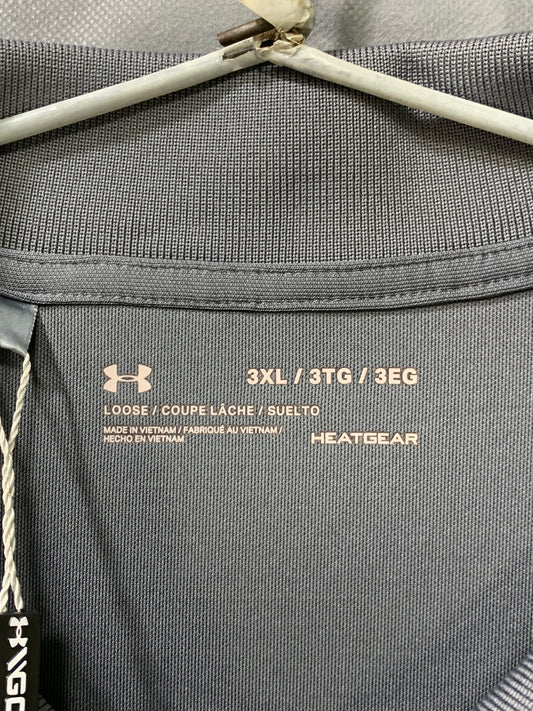 3XL / 3TG / 3EG
LOOSE / COUPE LÂCHE / SUELTO
MADE IN VIETNAM / FABRIQUÉ AU VIETNAM /
HECHO EN VIETNAM
HEATGEAR